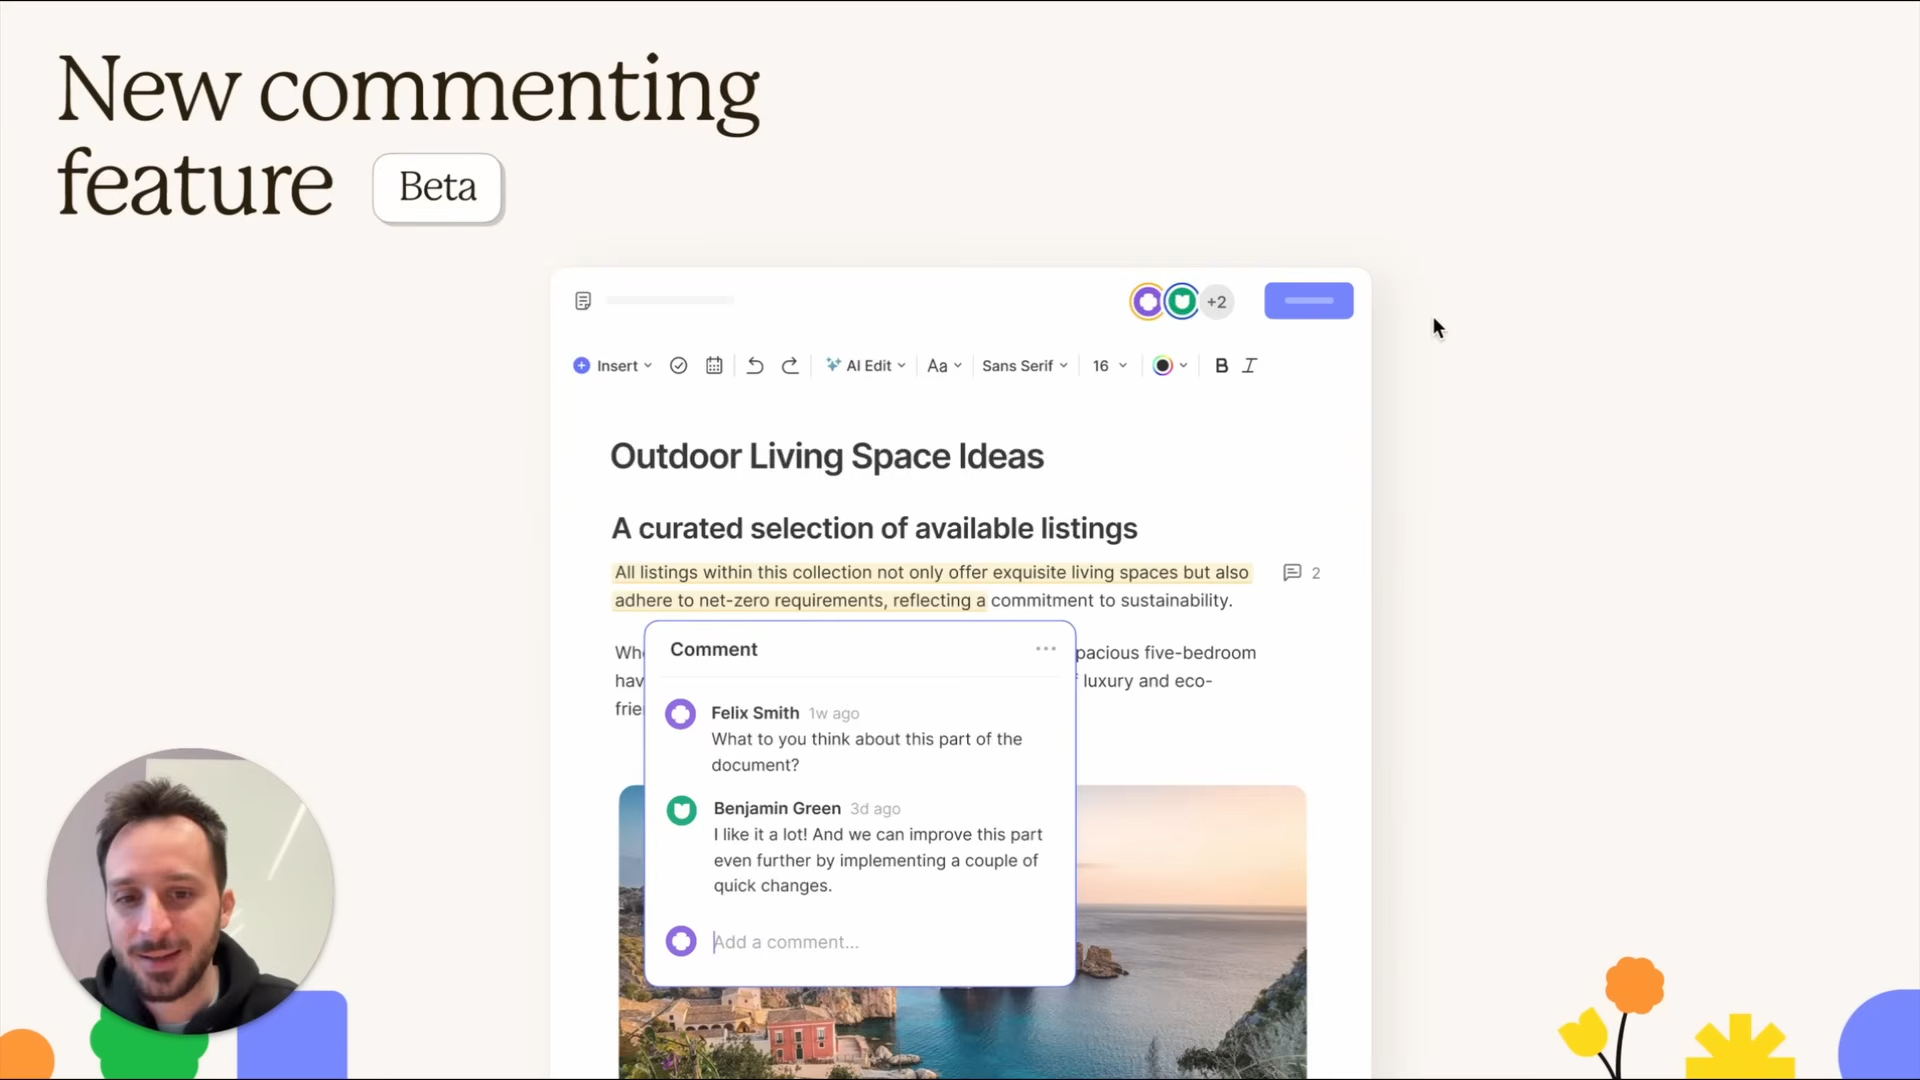 New commenting
feature Beta
+2
Insert
AI Edit
Aa
Sans Serif
16
B I
Outdoor Living Space Ideas
A curated selection of available listings
All listings within this collection not only offer exquisite living spaces but also
2
adhere to net-zero requirements, reflecting a commitment to sustainability.
Comment
Whe
pacious five-bedroom
hav
luxury and eco-
frie
Felix Smith 1w ago
What to you think about this part of the
document?
Benjamin Green 3d ago
I like it a lot! And we can improve this part
even further by implementing a couple of
quick changes.
Add a comment...